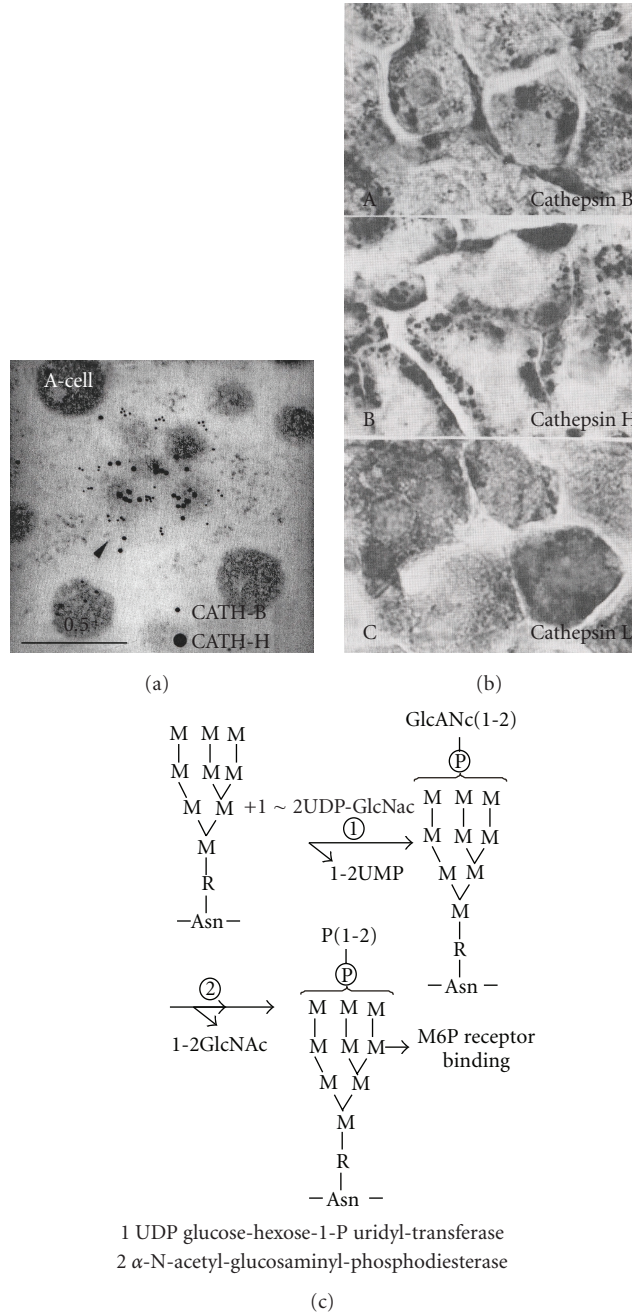 A-cell
0.5
CATH-B
CATH-H
(a)
A
Cathepsin B
B
Cathepsin H
C
Cathepsin L
(b)
M M M
M M M
M M
M
R
Asn
+1 ~ 2UDP-GlcNac
1
1-2UMP
GlcANc(1-2)
P
M M M
M M M
M M
M
R
Asn
2
1-2GlcNAc
P(1-2)
P
M M M
M M M
M M
M
R
Asn
M6P receptor
binding
1 UDP glucose-hexose-1-P uridyl-transferase
2 α-N-acetyl-glucosaminyl-phosphodiesterase
(c)